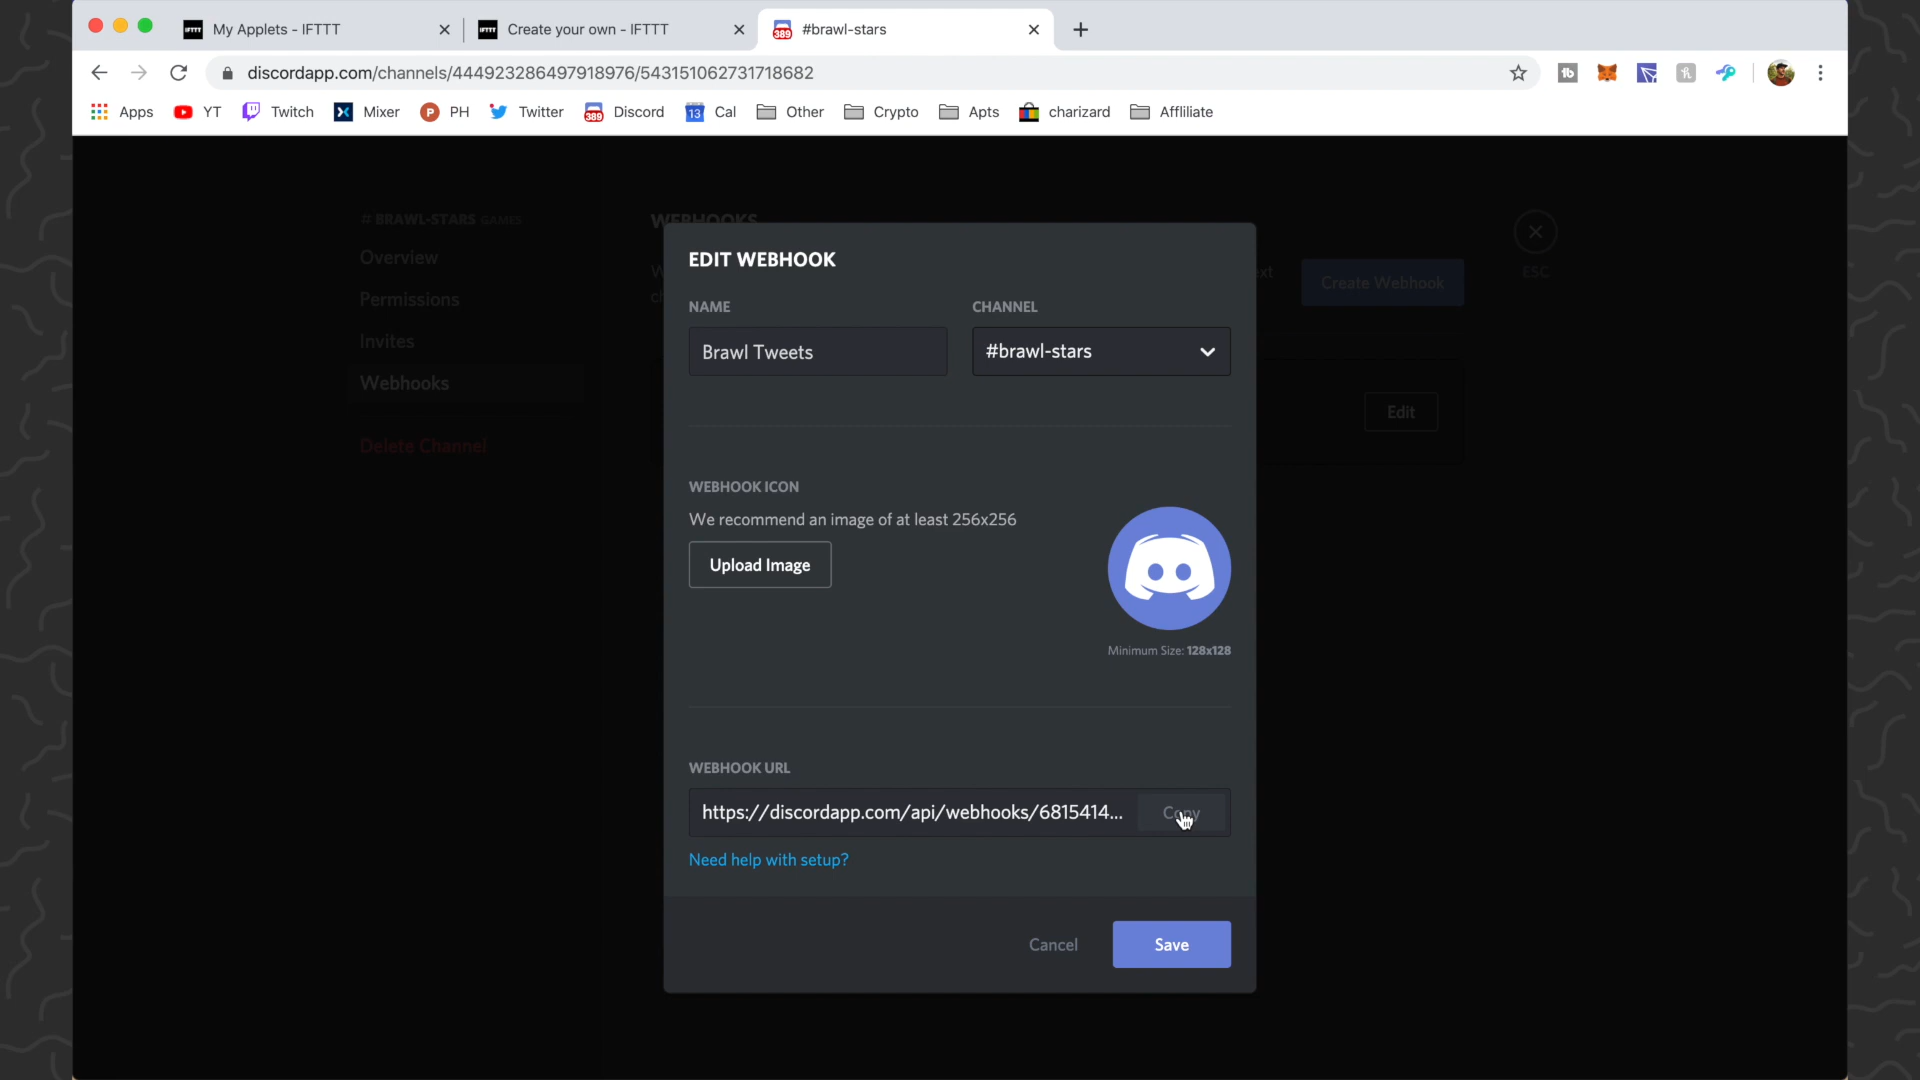 My Applets - IFTTT
Create your own - IFTTT
389
#brawl-stars
discordapp.com/channels/444923286497918976/543151062731718682
Apps
YT
Twitch
Mixer
PH
Twitter
389
Discord
13
Cal
Other
Crypto
Apts
charizard
Affliliate
# BRAWL-STARS GAMES
Overview
Permissions
Invites
Webhooks
Delete Channel
WEBHOOKS
Create Webhook
ESC
Edit
EDIT WEBHOOK
NAME
CHANNEL
Brawl Tweets
#brawl-stars
WEBHOOK ICON
We recommend an image of at least 256x256
Upload Image
Minimum Size: 128x128
WEBHOOK URL
https://discordapp.com/api/webhooks/6815414...
Copy
Need help with setup?
Cancel
Save